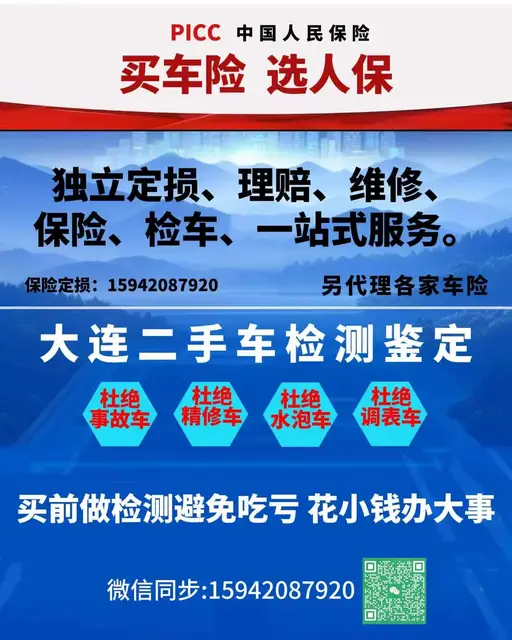 PICC 中国人民保险
买车险 选人保
独立定损、理赔、维修、
保险、检车、一站式服务。
保险定损：15942087920
另代理各家车险
大连二手车检测鉴定
杜绝
事故车
杜绝
精修车
杜绝
水泡车
杜绝
调表车
买前做检测避免吃亏 花小钱办大事
微信同步:15942087920